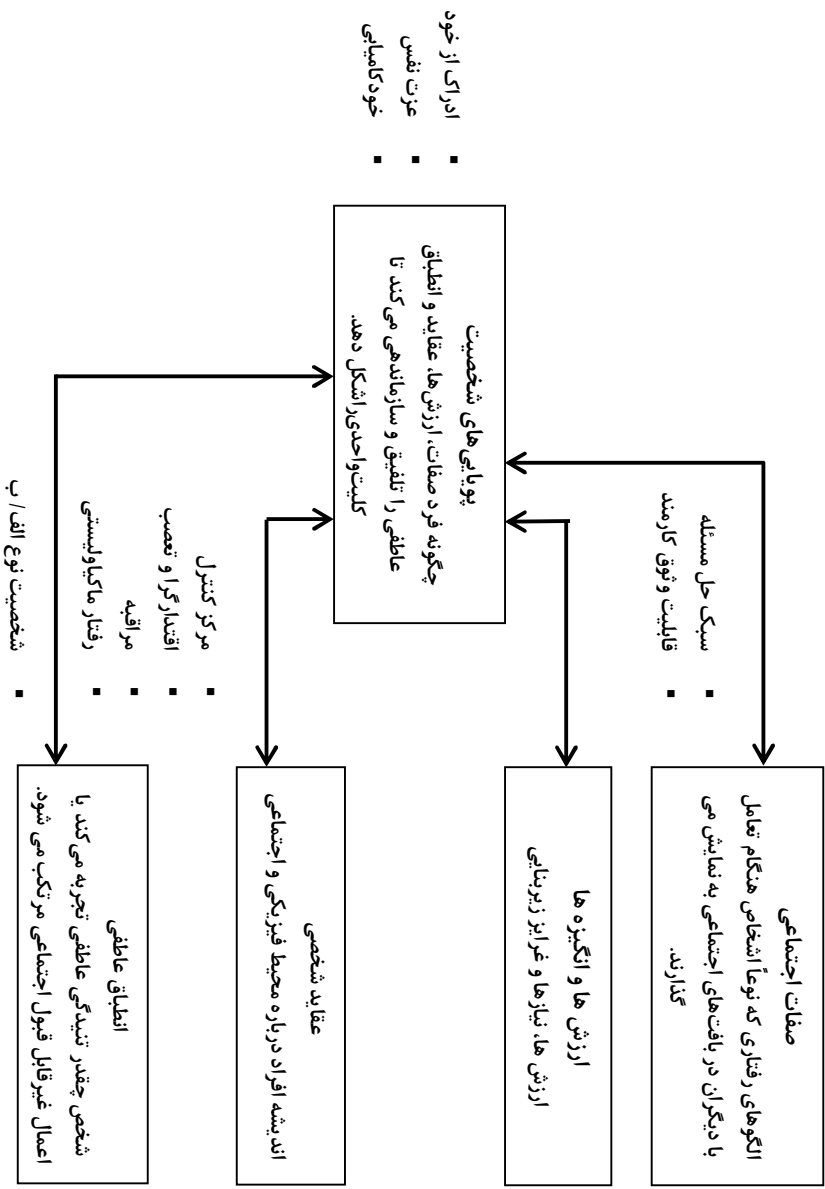 صفات اجتماعی
الگوهای رفتاری که نوعاً اشخاص هنگام تعامل
با دیگران در بافت‌های اجتماعی به نمایش می
گذارند.
سبک حل مسئله
قابلیت وثوق کارمند
ارزش ها و انگیزه ها
ارزش ها، نیازها و غرایز زیربنایی
پویایی‌های شخصیت
چگونه فرد صفات، ارزش‌ها، عقاید و انطباق
عاطفی را تلفیق و سازماندهی می‌کند تا
کلیت‌واحدی‌راشکل دهد.
ادراک از خود
عزت نفس
خودکامیابی
عقاید شخصی
اندیشه افراد درباره محیط فیزیکی و اجتماعی
مرکز کنترل
اقتدارگرا و تعصب
مراقبه
رفتار ماکیاولیستی
انطباق عاطفی
شخص چقدر تنیدگی عاطفی تجربه می‌کند یا
اعمال غیرقابل قبول اجتماعی مرتکب می شود.
شخصیت نوع الف/ ب